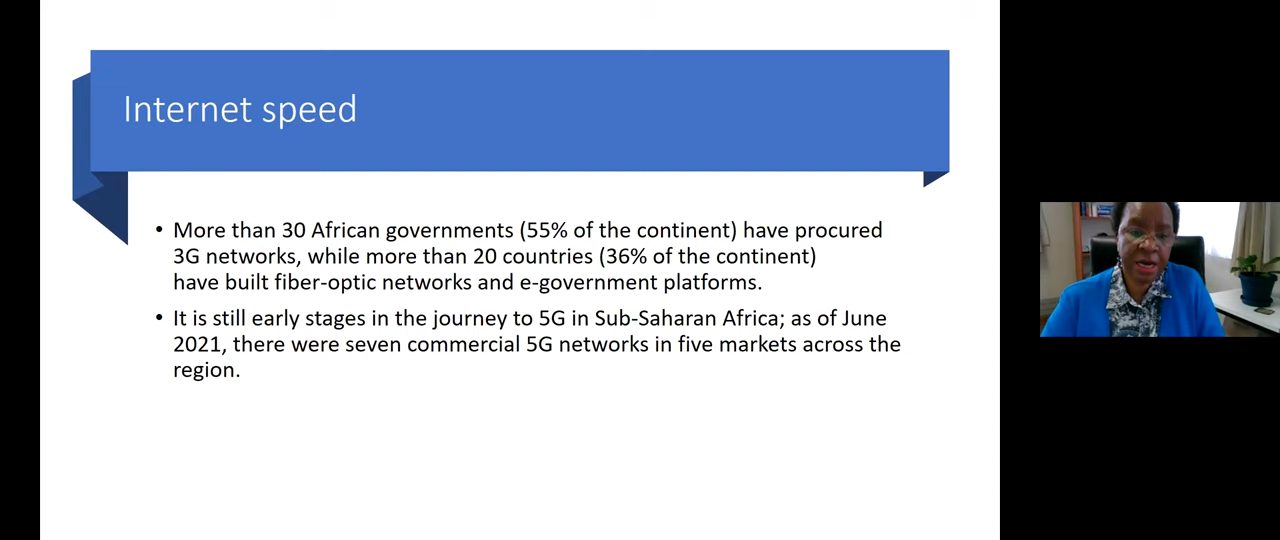 Internet speed
• More than 30 African governments (55% of the continent) have procured
3G networks, while more than 20 countries (36% of the continent)
have built fiber-optic networks and e-government platforms.
• It is still early stages in the journey to 5G in Sub-Saharan Africa; as of June
2021, there were seven commercial 5G networks in five markets across the
region.